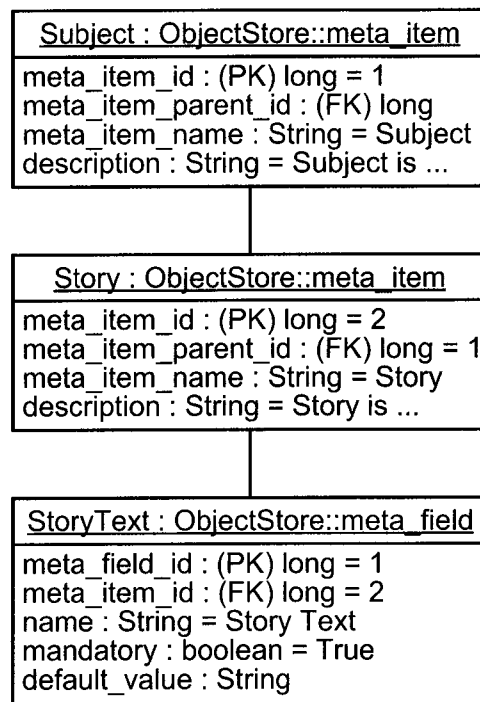 Subject : ObjectStore::meta_item
meta_item_id : (PK) long = 1
meta_item_parent_id : (FK) long
meta_item_name : String = Subject
description : String = Subject is ...
Story : ObjectStore::meta_item
meta_item_id : (PK) long = 2
meta_item_parent_id : (FK) long = 1
meta_item_name : String = Story
description : String = Story is ...
StoryText : ObjectStore::meta_field
meta_field_id : (PK) long = 1
meta_item_id : (FK) long = 2
name : String = Story Text
mandatory : boolean = True
default_value : String